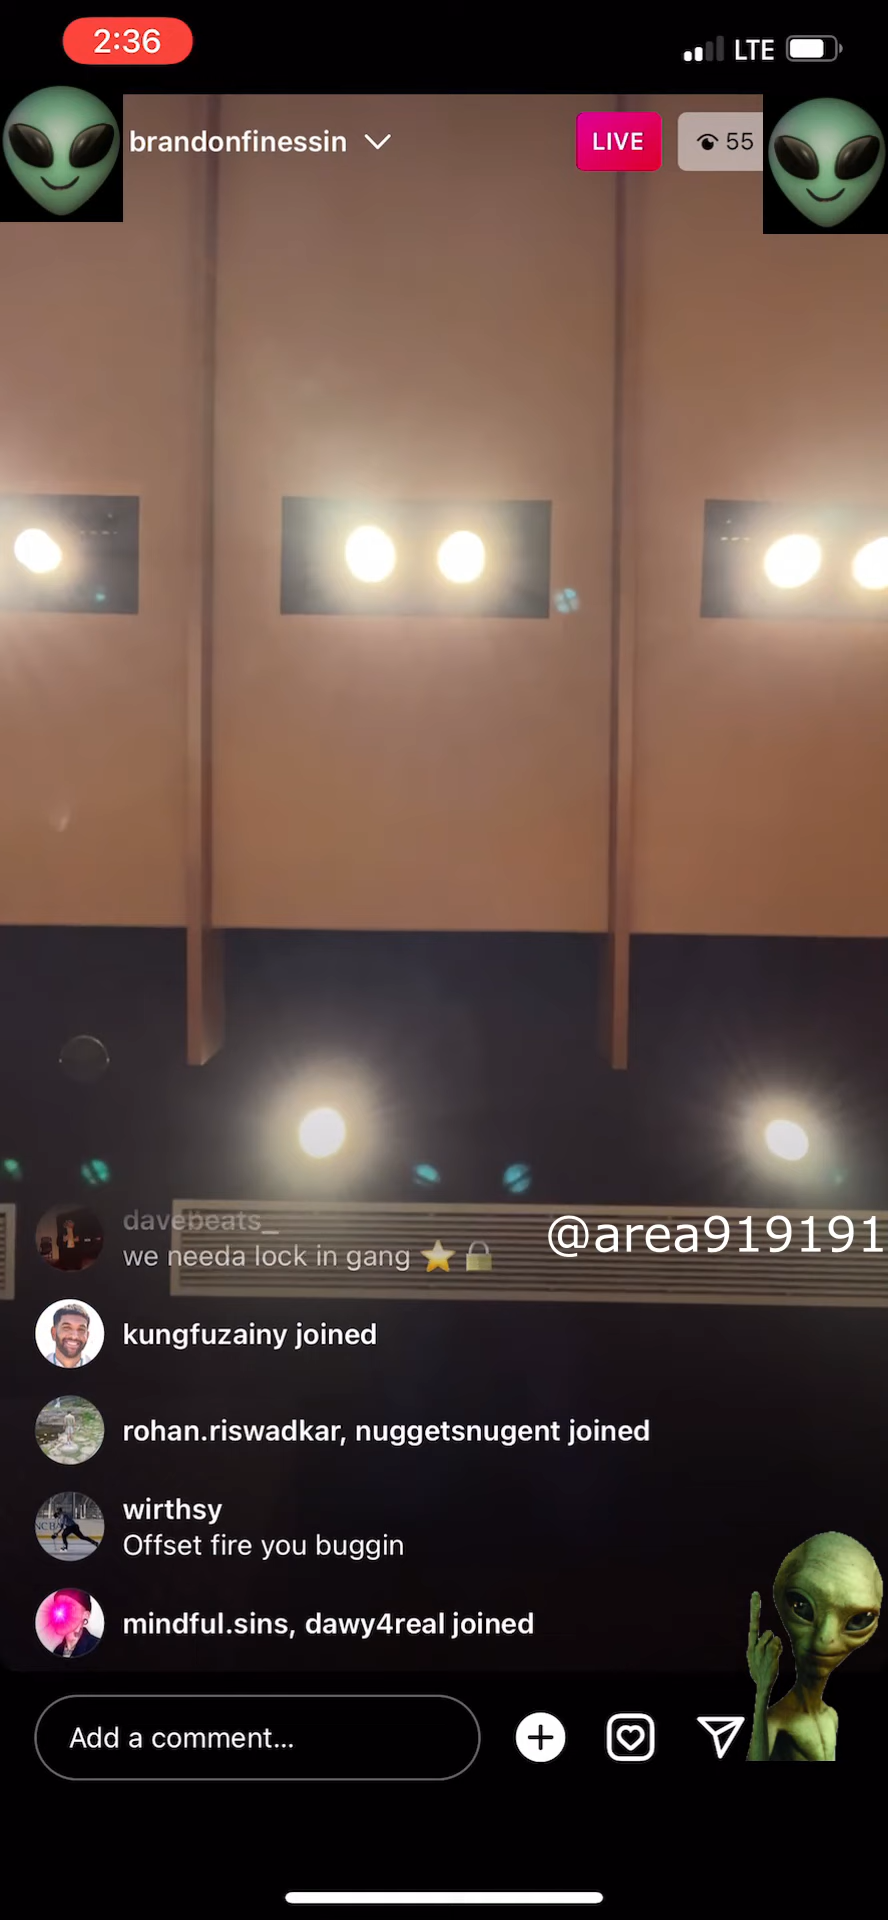 2:36
LTE
brandonfinessin
LIVE
55
davebeats_
we needa lock in gang ⭐ 🔒
@area919191
kungfuzainy joined
rohan.riswadkar, nuggetsnugent joined
wirthsy
Offset fire you buggin
mindful.sins, dawy4real joined
Add a comment...